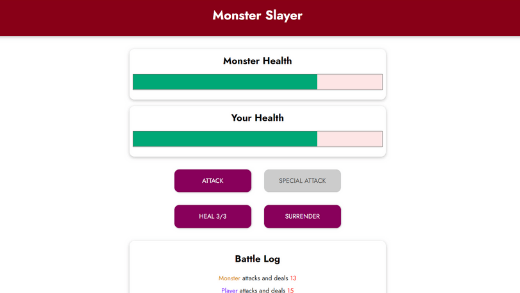 Monster Slayer
Monster Health
Your Health
ATTACK
SPECIAL ATTACK
HEAL 3/3
SURRENDER
Battle Log
Monster attacks and deals 13
Player attacks and deals 15